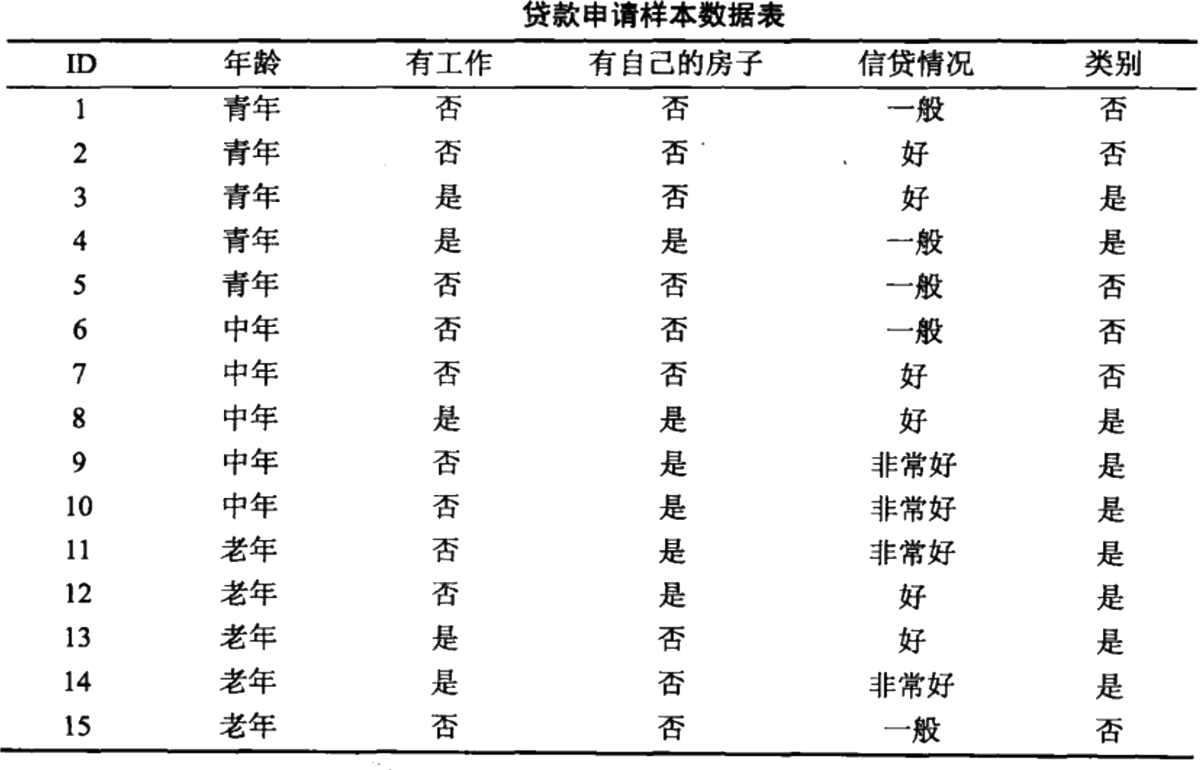 贷款申请样本数据表
ID 年龄 有工作 有自己的房子 信贷情况 类别
1 青年 否 否 一般 否
2 青年 否 否 好 否
3 青年 是 否 好 是
4 青年 是 是 一般 是
5 青年 否 否 一般 否
6 中年 否 否 一般 否
7 中年 否 否 好 否
8 中年 是 是 好 是
9 中年 否 是 非常好 是
10 中年 否 是 非常好 是
11 老年 否 是 非常好 是
12 老年 否 是 好 是
13 老年 是 否 好 是
14 老年 是 否 非常好 是
15 老年 否 否 一般 否